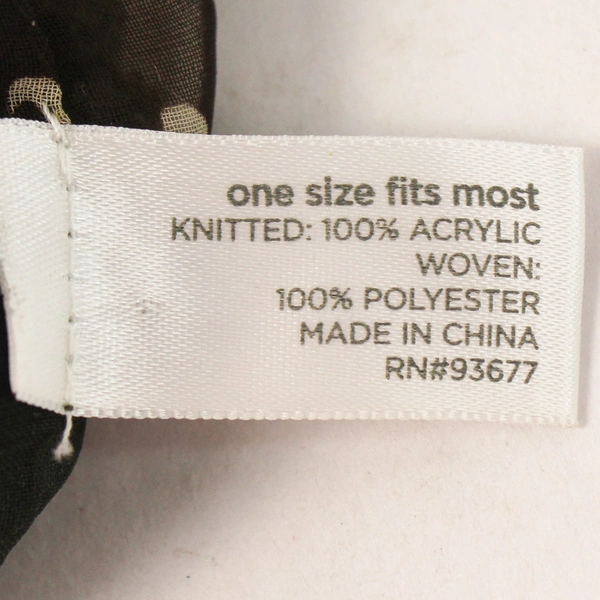 one size fits most
KNITTED: 100% ACRYLIC
WOVEN:
100% POLYESTER
MADE IN CHINA
RN#93677